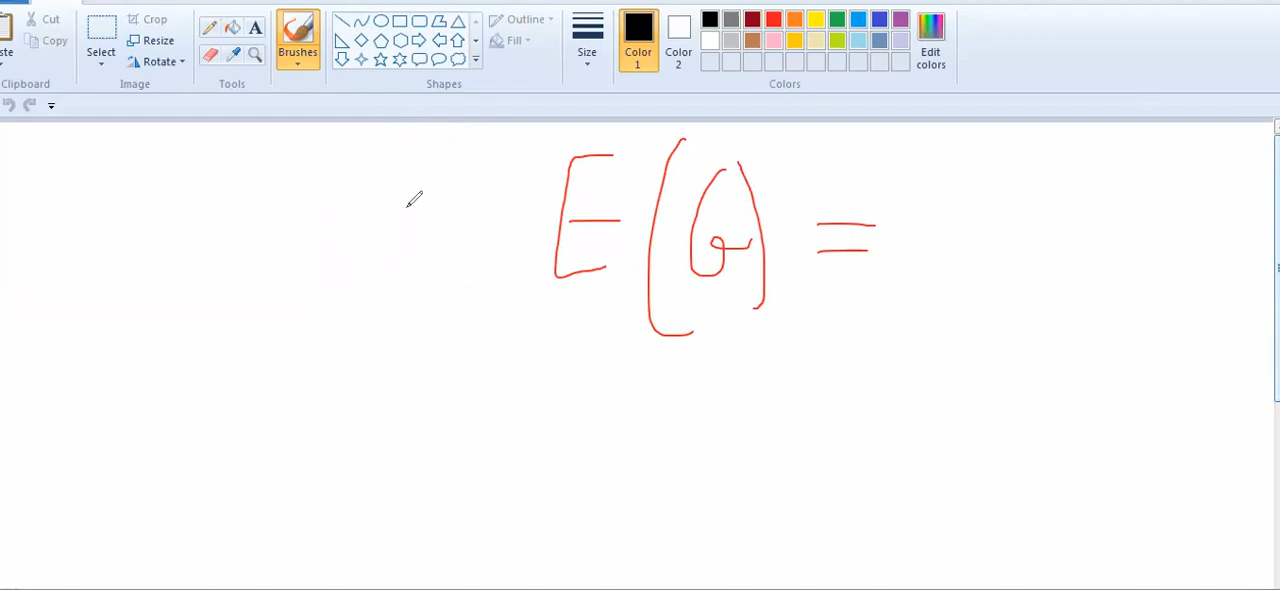 Cut
Copy
ste
Clipboard
Select
Crop
Resize
Rotate
Image
Tools
Brushes
Outline
Fill
Shapes
Size
Color
1
Color
2
Edit
colors
Colors
E ( ) =